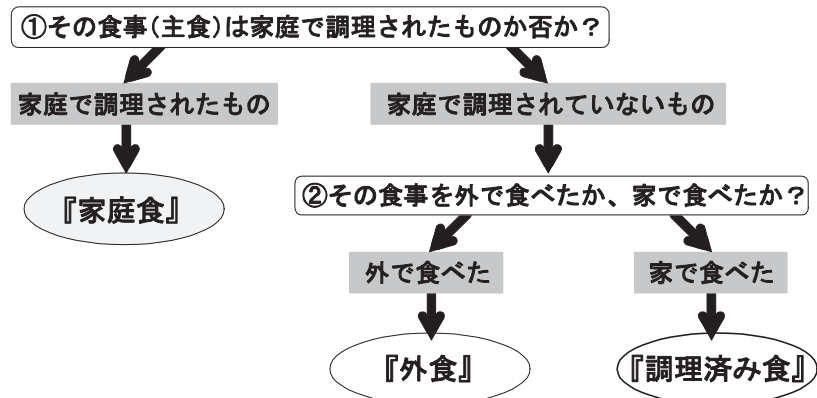 ①その食事(主食)は家庭で調理されたものか否か？
家庭で調理されたもの
家庭で調理されていないもの
『家庭食』
②その食事を外で食べたか、家で食べたか？
外で食べた
家で食べた
『外食』
『調理済み食』